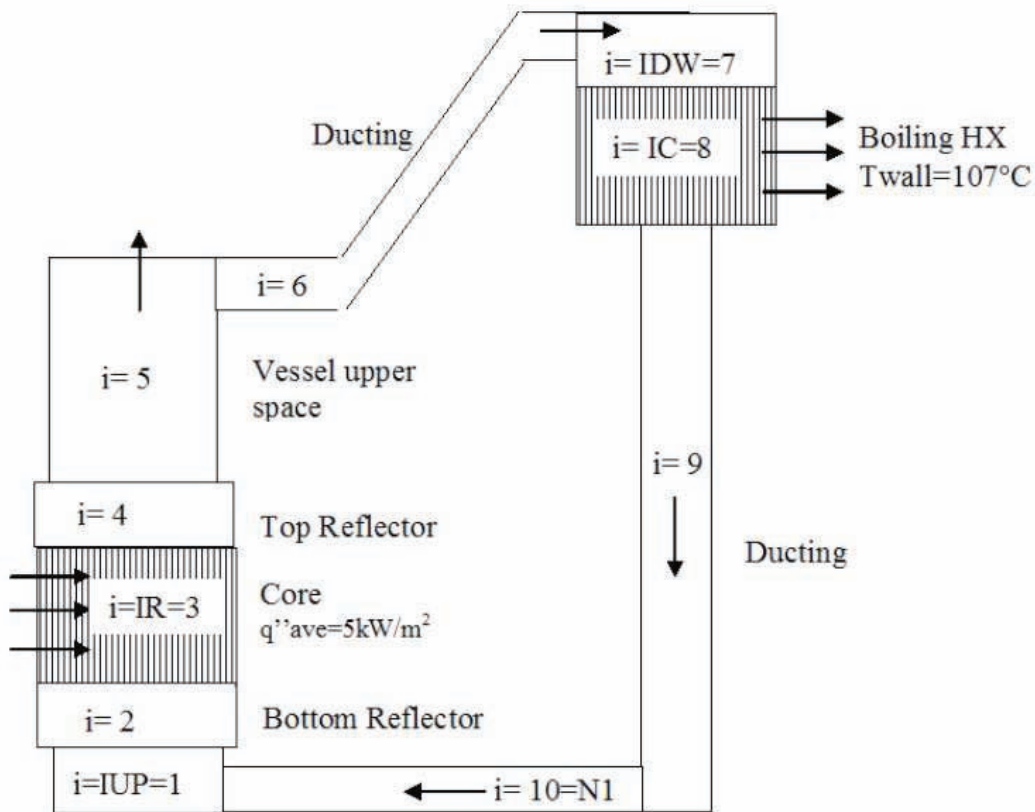 i= IDW=7
Ducting
i= IC=8
Boiling HX
Twall=107°C
i= 6
i= 5
Vessel upper
space
i= 9
i= 4
Top Reflector
Ducting
i=IR=3
Core
q’’ave=5kW/m²
i= 2
Bottom Reflector
i=IUP=1
i= 10=N1